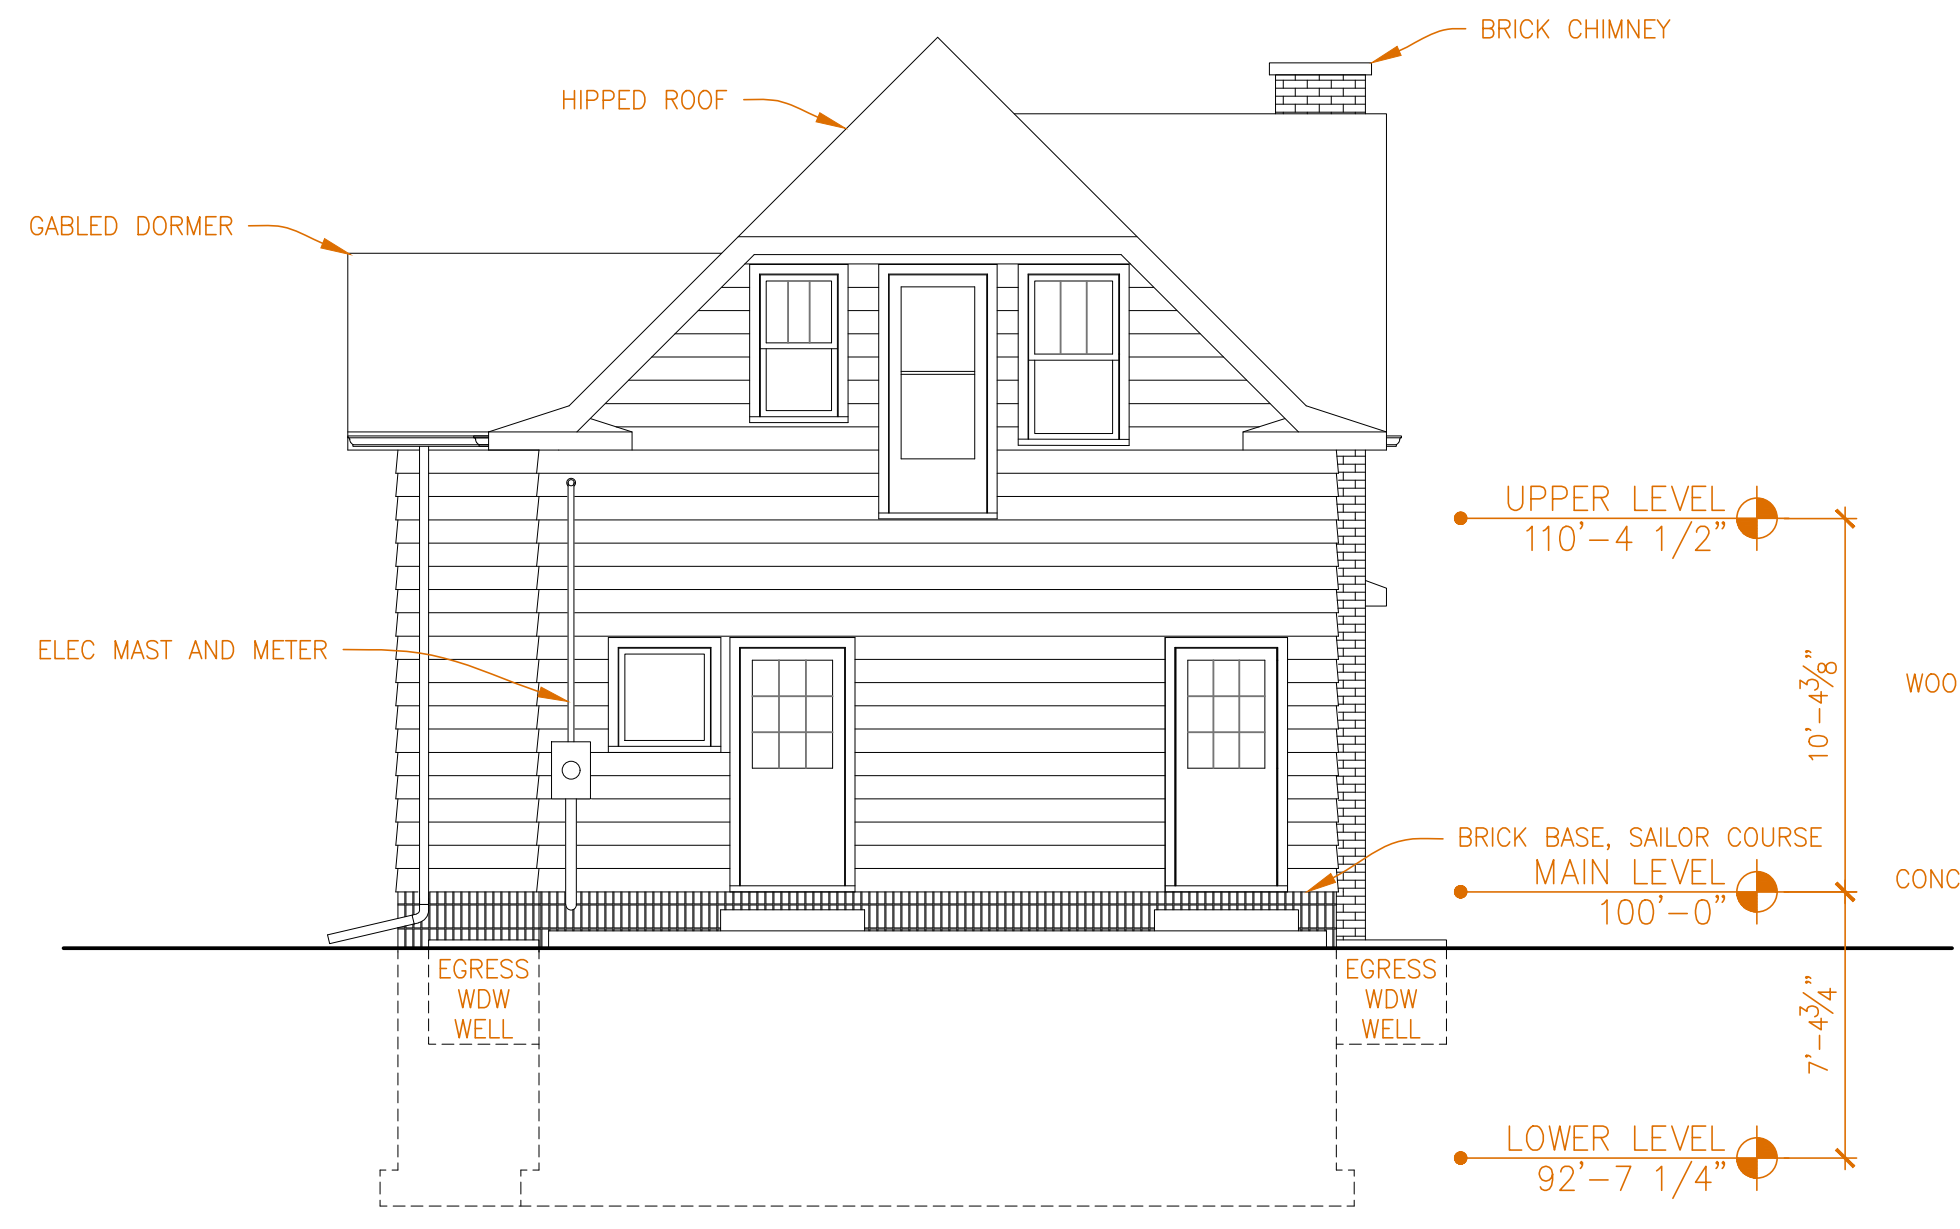 BRICK CHIMNEY
HIPPED ROOF
GABLED DORMER
UPPER LEVEL
110'-4 1/2"
ELEC MAST AND METER
10'-4 3/8"
WOO
BRICK BASE, SAILOR COURSE
MAIN LEVEL
100'-0"
CONC
EGRESS
WDW
WELL
EGRESS
WDW
WELL
7'-4 3/4"
LOWER LEVEL
92'-7 1/4"